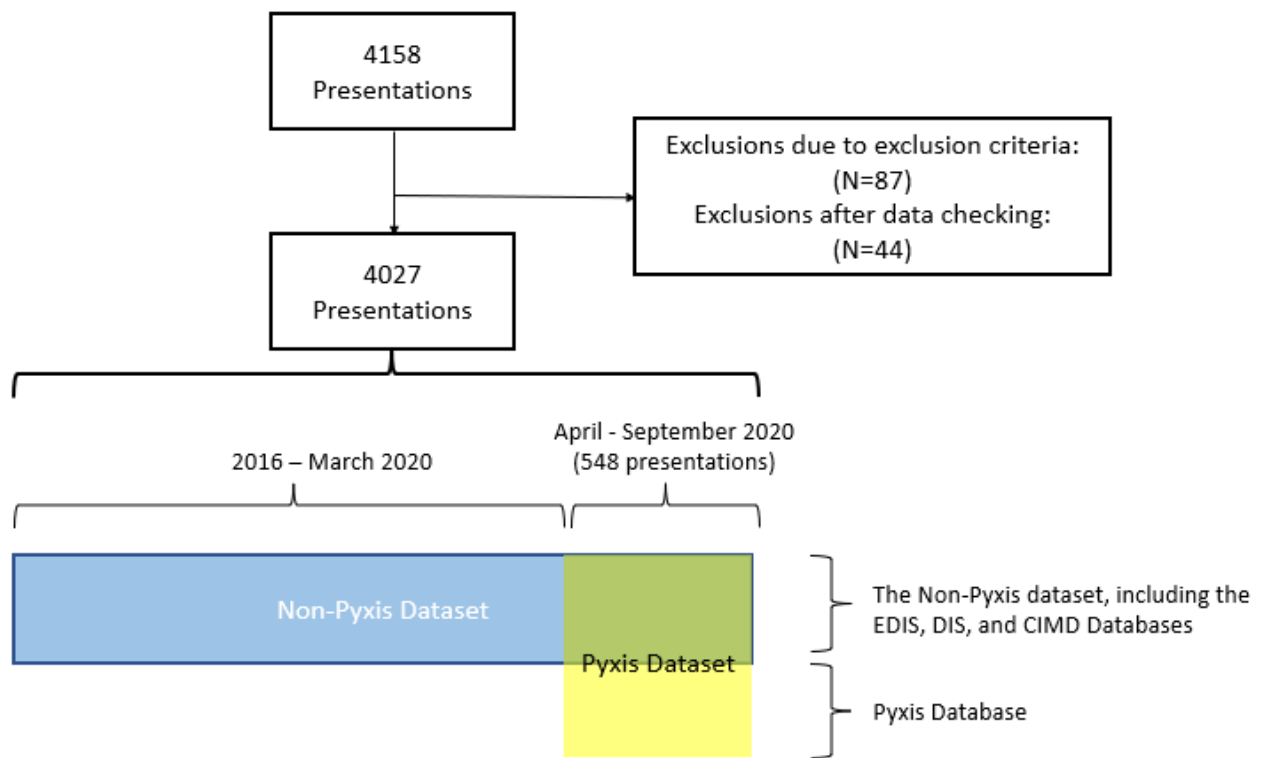 4158
Presentations
Exclusions due to exclusion criteria:
(N=87)
Exclusions after data checking:
(N=44)
4027
Presentations
2016 – March 2020
April - September 2020
(548 presentations)
Non-Pyxis Dataset
Pyxis Dataset
The Non-Pyxis dataset, including the
EDIS, DIS, and CIMD Databases
Pyxis Database